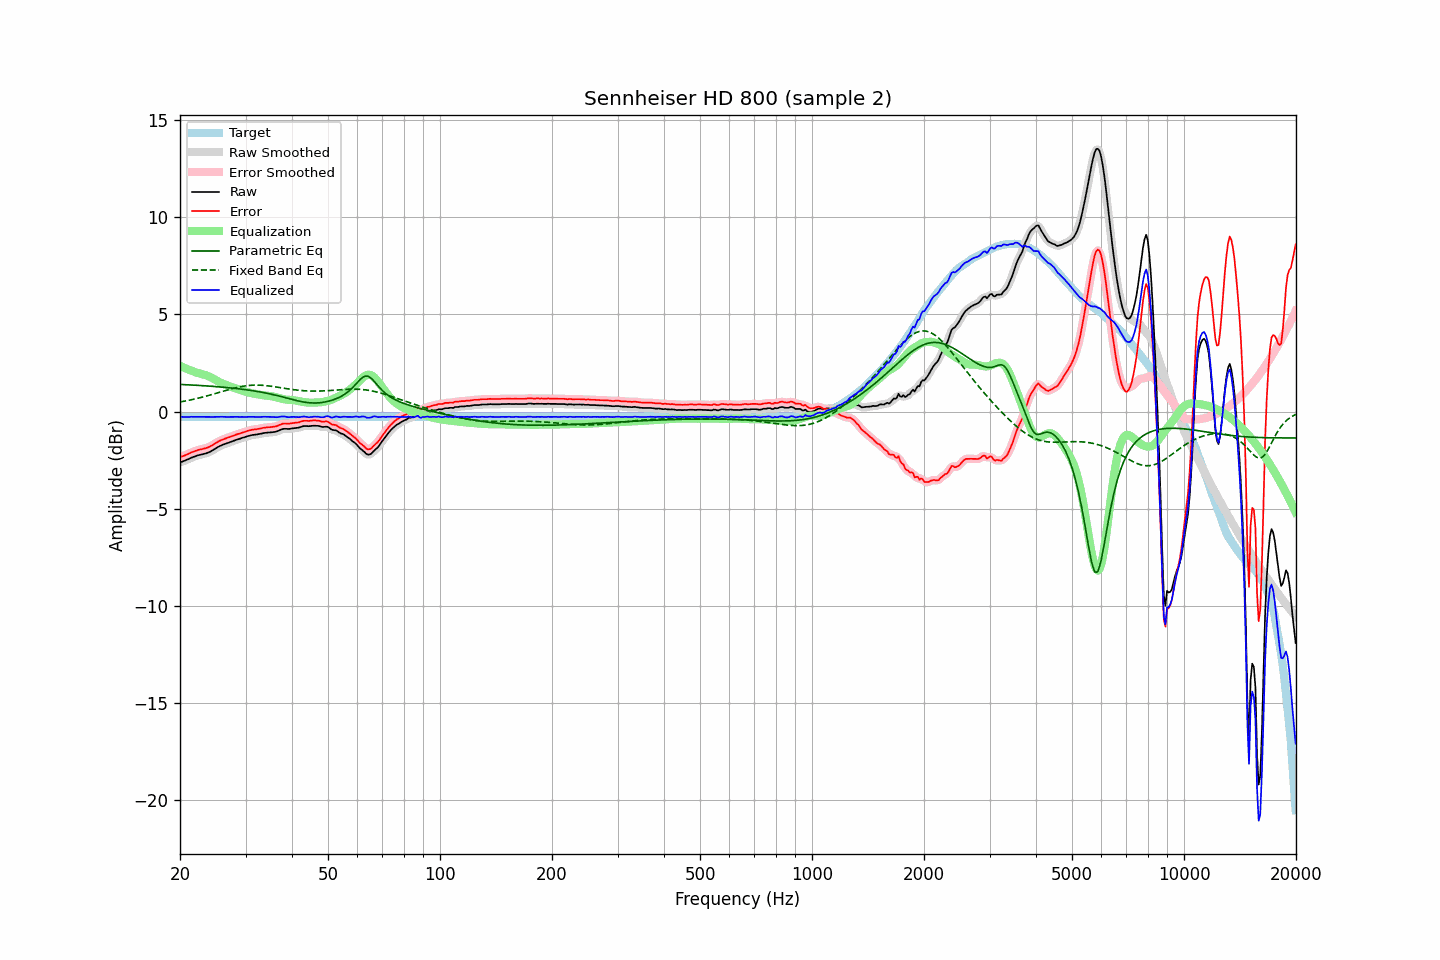 Sennheiser HD 800 (sample 2)
15
10
5
0
−5
−10
−15
−20
Amplitude (dBr)
Target
Raw Smoothed
Error Smoothed
Raw
Error
Equalization
Parametric Eq
Fixed Band Eq
Equalized
20 50 100 200 500 1000 2000 5000 10000 20000
Frequency (Hz)